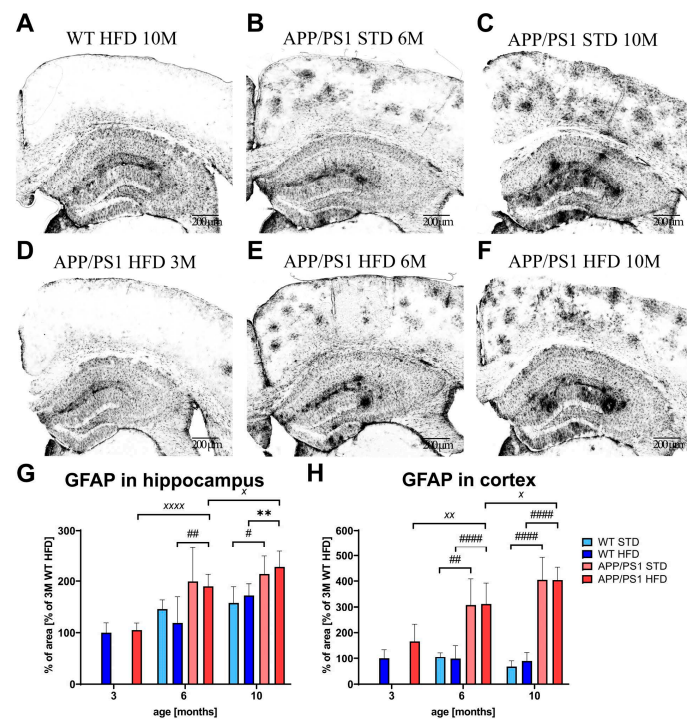 A
WT HFD 10M
200 µm
B
APP/PS1 STD 6M
200 µm
C
APP/PS1 STD 10M
200 µm
D
APP/PS1 HFD 3M
200 µm
E
APP/PS1 HFD 6M
200 µm
F
APP/PS1 HFD 10M
200 µm
G
GFAP in hippocampus
% of area [% of 3M WT HFD]
300
200
100
0
x
xxxx
**
##
#
3
6
10
age [months]
H
GFAP in cortex
% of area [% of 3M WT HFD]
600
500
400
300
200
100
0
x
xx
####
####
####
##
3
6
10
age [months]
WT STD
WT HFD
APP/PS1 STD
APP/PS1 HFD